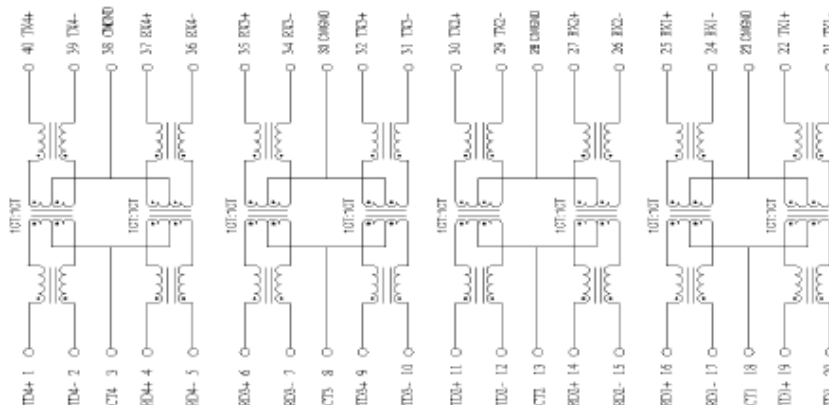 40 TX4+
39 TX4-
38 CMGND
37 RX4+
36 RX4-
35 RX3+
34 RX3-
33 CMGND
32 TX3+
31 TX3-
30 TX2+
29 TX2-
28 CMGND
27 RX2+
26 RX2-
25 RX1+
24 RX1-
23 CMGND
22 TX1+
21 TX1-
1CT:1CT
1CT:1CT
1CT:1CT
1CT:1CT
1CT:1CT
1CT:1CT
1CT:1CT
1CT:1CT
TD4+ 1
TD4- 2
CT4 3
RD4+ 4
RD4- 5
RD3+ 6
RD3- 7
CT3 8
TD3+ 9
TD3- 10
TD2+ 11
TD2- 12
CT2 13
RD2+ 14
RD2- 15
RD1+ 16
RD1- 17
CT1 18
TD1+ 19